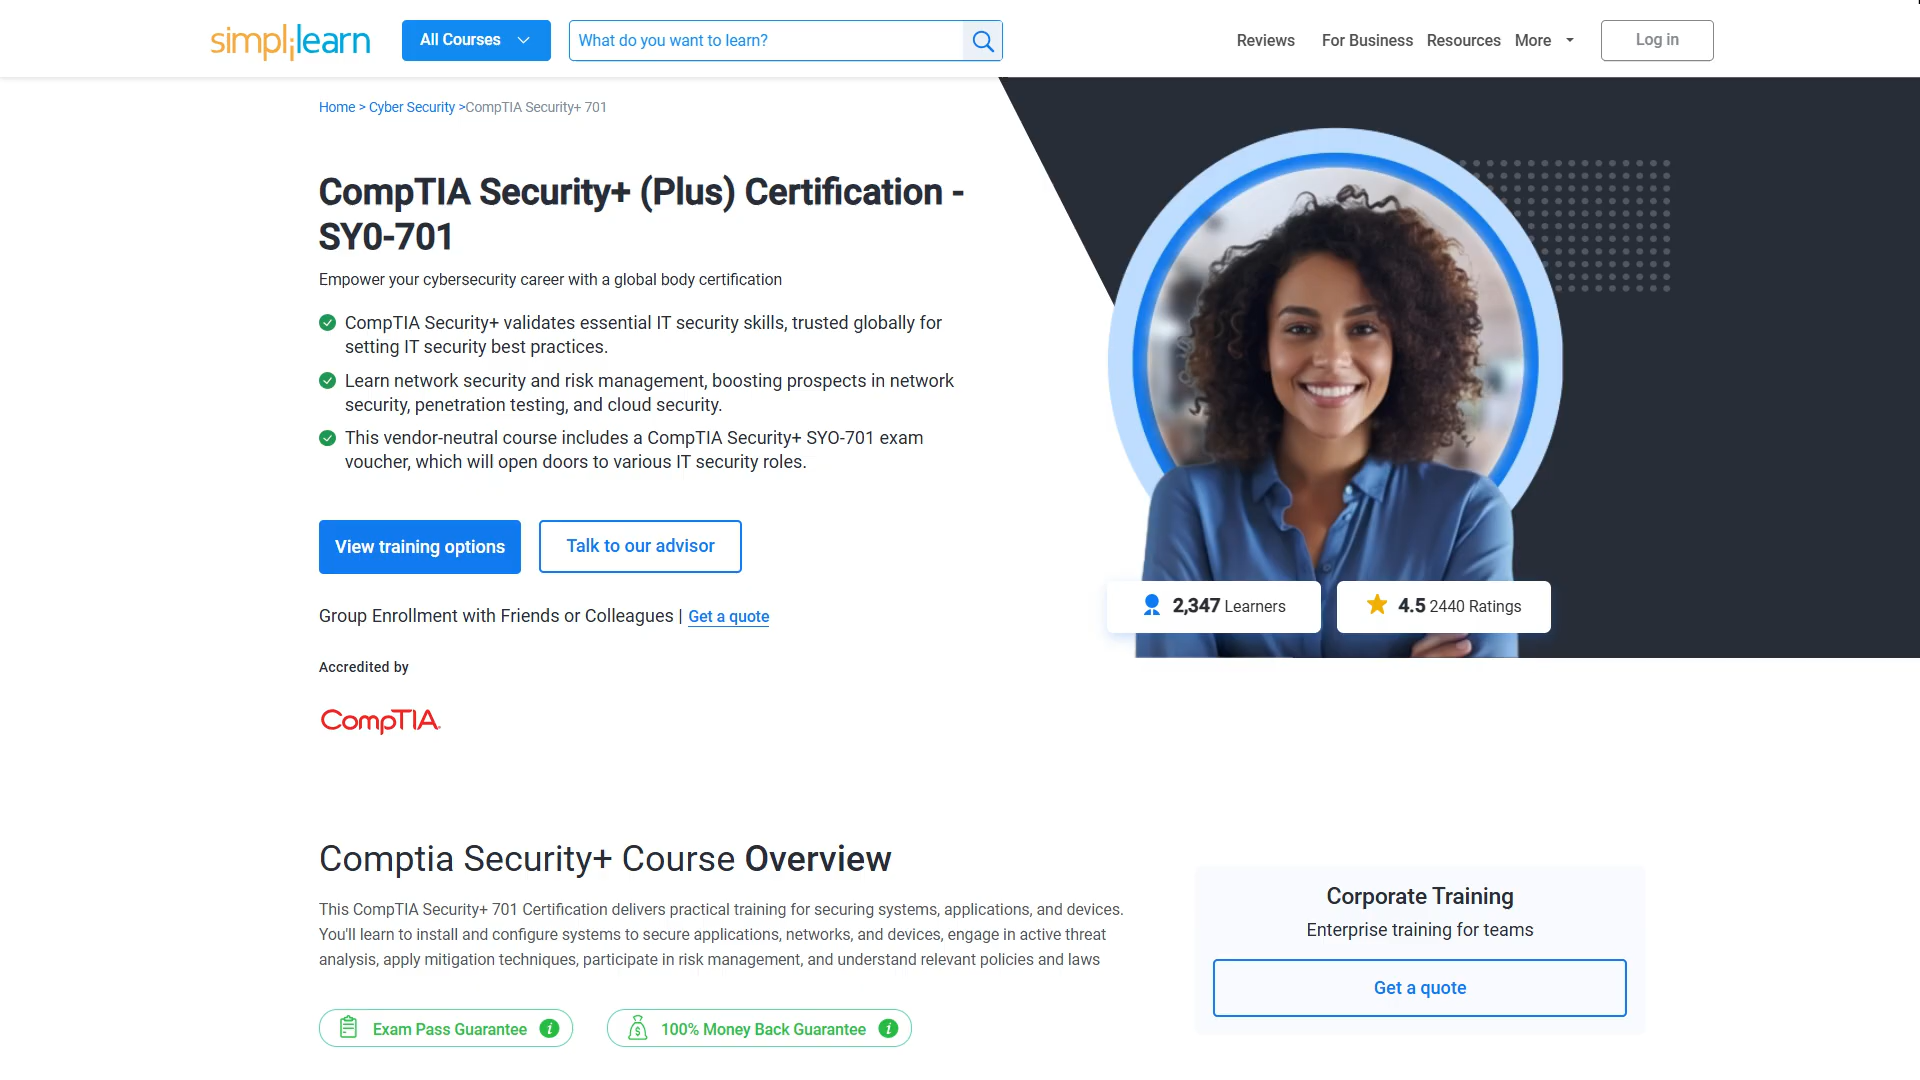 simplilearn
All Courses
What do you want to learn?
Reviews
For Business
Resources
More
Log in
Home > Cyber Security >CompTIA Security+ 701
CompTIA Security+ (Plus) Certification -
SY0-701
Empower your cybersecurity career with a global body certification
CompTIA Security+ validates essential IT security skills, trusted globally for
setting IT security best practices.
Learn network security and risk management, boosting prospects in network
security, penetration testing, and cloud security.
This vendor-neutral course includes a CompTIA Security+ SYO-701 exam
voucher, which will open doors to various IT security roles.
View training options
Talk to our advisor
2,347 Learners
4.5 2440 Ratings
Group Enrollment with Friends or Colleagues | Get a quote
Accredited by
CompTIA
Comptia Security+ Course Overview
This CompTIA Security+ 701 Certification delivers practical training for securing systems, applications, and devices.
You'll learn to install and configure systems to secure applications, networks, and devices, engage in active threat
analysis, apply mitigation techniques, participate in risk management, and understand relevant policies and laws
Exam Pass Guarantee i
100% Money Back Guarantee i
Corporate Training
Enterprise training for teams
Get a quote